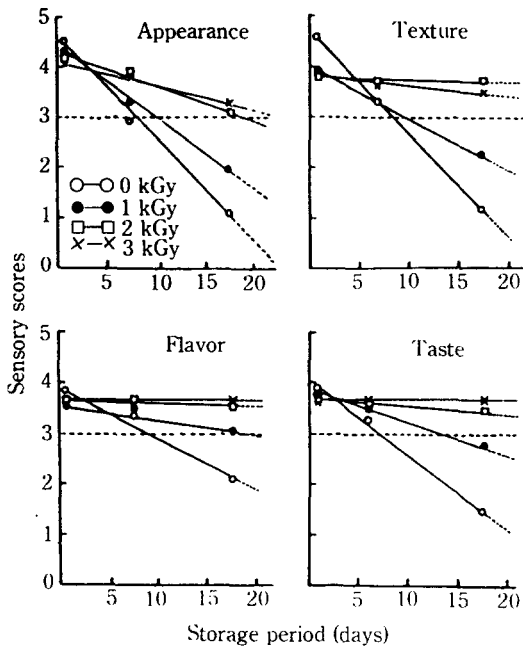 Appearance
Texture
5
4
3
2
1
0
5 10 15 20
5 10 15 20
0 kGy
1 kGy
2 kGy
3 kGy
Sensory scores
Flavor
Taste
5
4
3
2
1
0
5 10 15 20
5 10 15 20
Storage period (days)